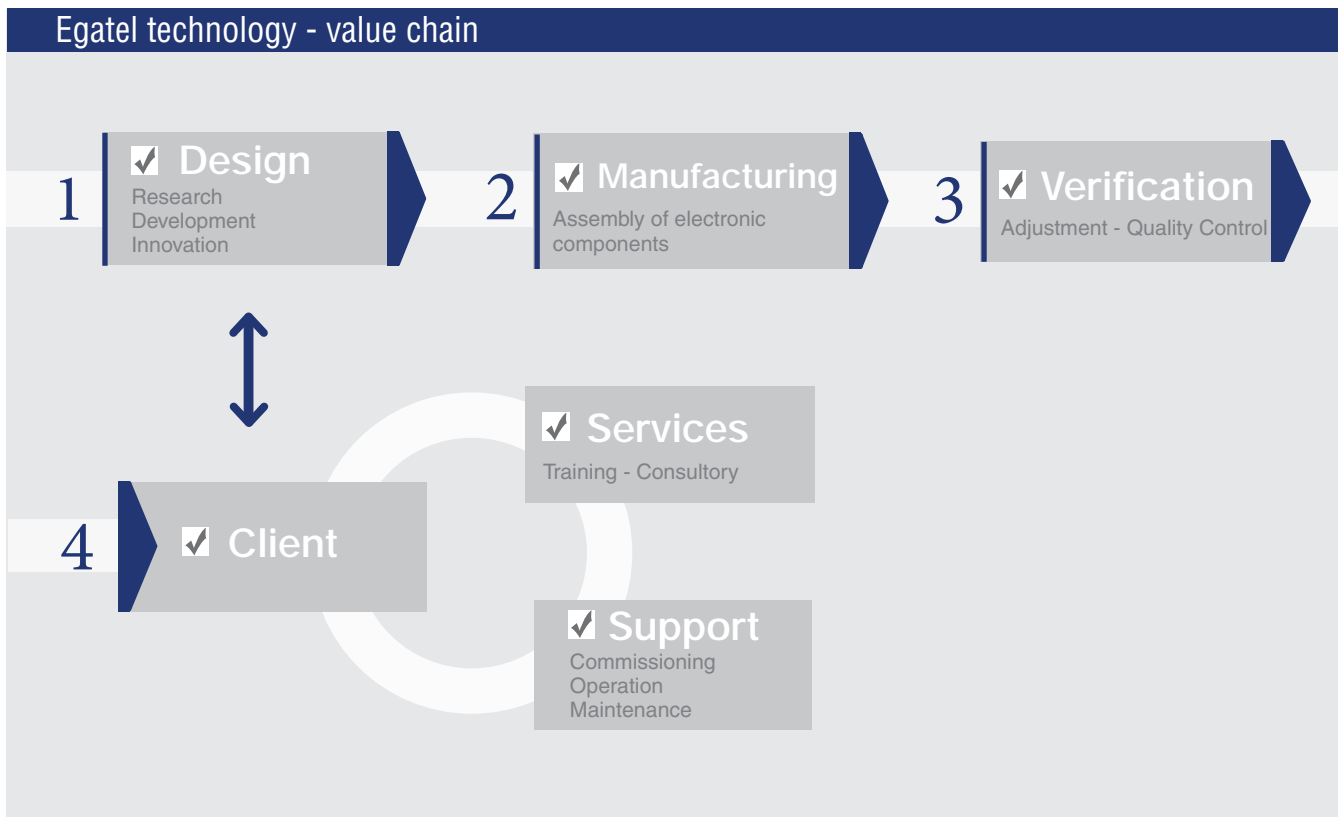 Egatel technology - value chain
1
Design
Research
Development
Innovation
2
Manufacturing
Assembly of electronic
components
3
Verification
Adjustment - Quality Control
Services
Training - Consultory
4
Client
Support
Commissioning
Operation
Maintenance